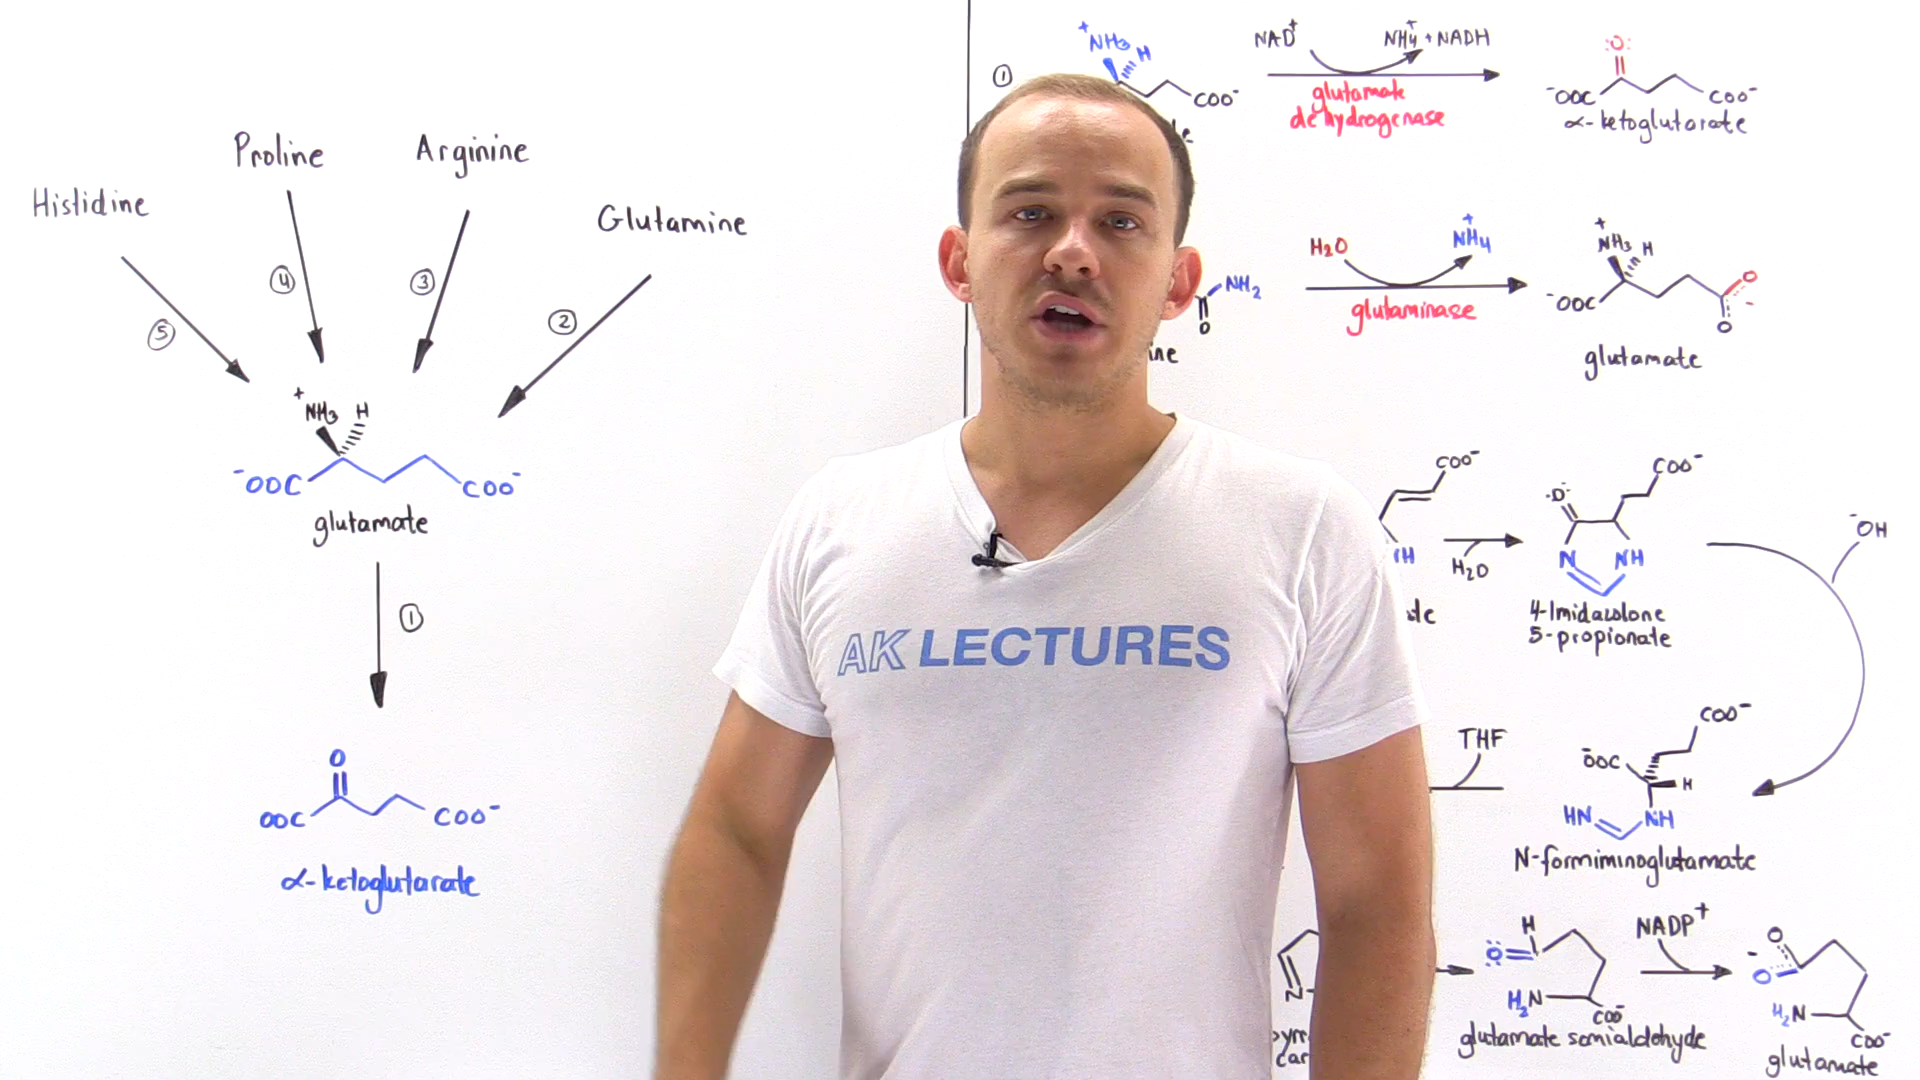 Histidine
Proline
Arginine
Glutamine
5
4
3
2
+
NH3 H
-OOC COO-
glutamate
1
O
OOC COO-
α-ketoglutarate
1
+NH3 H
COO-
NAD+
NH4+ + NADH
glutamate
dehydrogenase
:O:
-OOC COO-
α-ketoglutarate
NH2
O
H2O
+
NH4
glutaminase
+
NH3 H
-OOC
O
-
O
glutamate
COO-
H2O
COO-
N NH
4-Imidazolone
5-propionate
-OH
THF
COO-
-OOC
H
HN NH
N-formiminoglutamate
N
H
O
H2N
COO-
glutamate semialdehyde
NADP+
O
-
O
H2N
COO-
glutamate
AK LECTURES